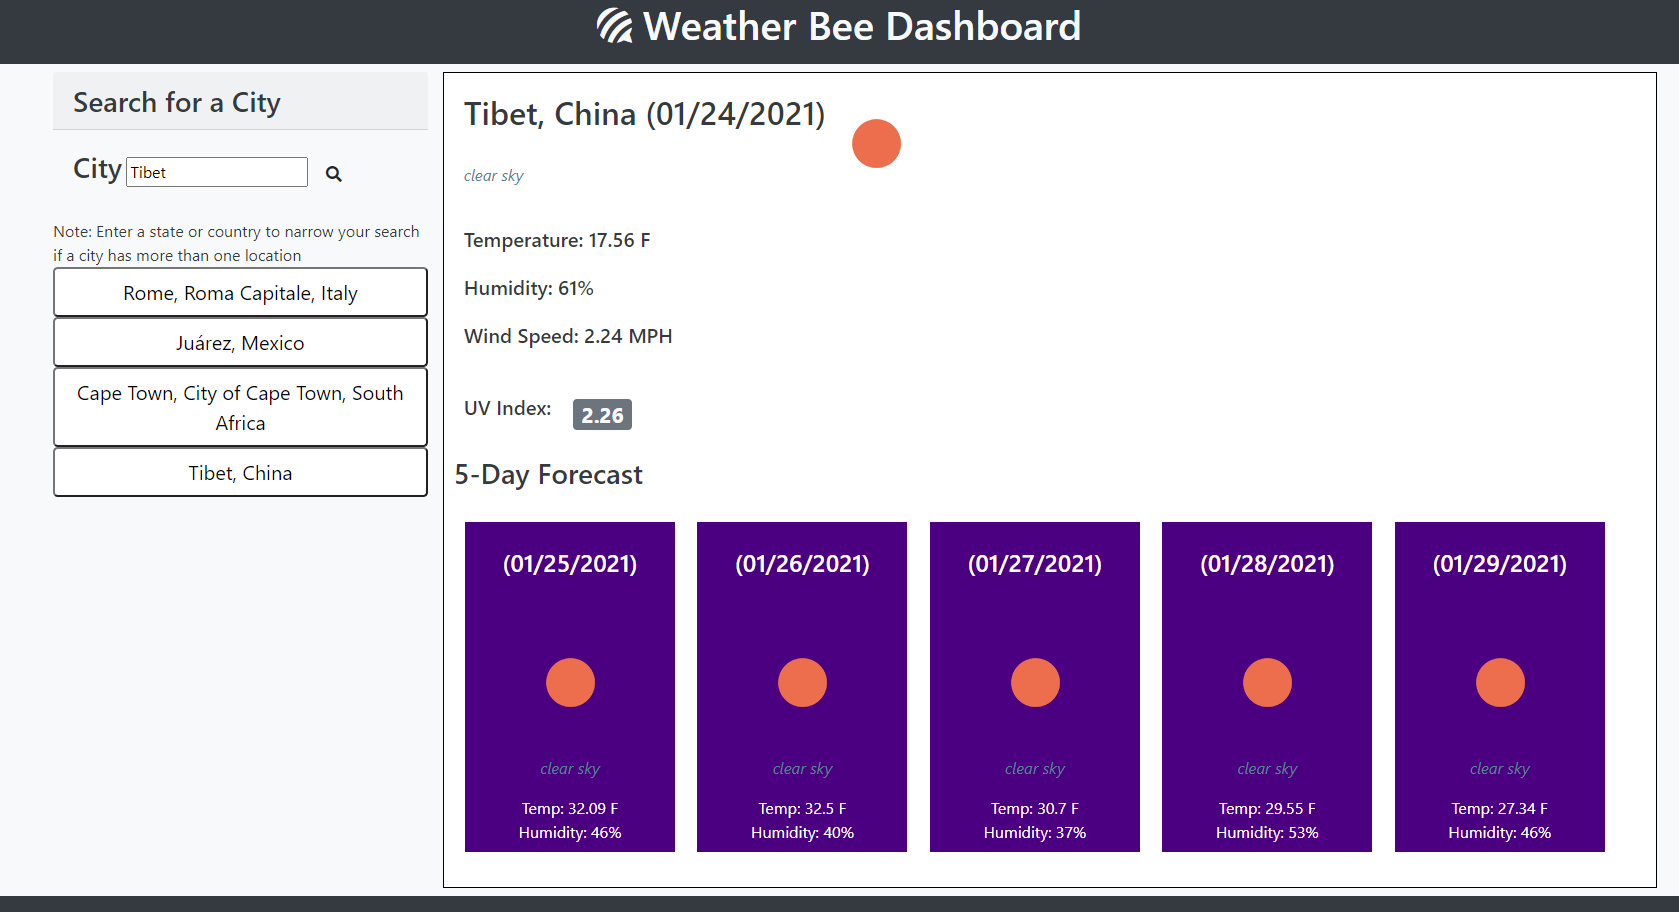 Weather Bee Dashboard
Search for a City
City Tibet
Note: Enter a state or country to narrow your search
if a city has more than one location
Rome, Roma Capitale, Italy
Juárez, Mexico
Cape Town, City of Cape Town, South
Africa
Tibet, China
Tibet, China (01/24/2021)
clear sky
Temperature: 17.56 F
Humidity: 61%
Wind Speed: 2.24 MPH
UV Index: 2.26
5-Day Forecast
(01/25/2021)
clear sky
Temp: 32.09 F
Humidity: 46%
(01/26/2021)
clear sky
Temp: 32.5 F
Humidity: 40%
(01/27/2021)
clear sky
Temp: 30.7 F
Humidity: 37%
(01/28/2021)
clear sky
Temp: 29.55 F
Humidity: 53%
(01/29/2021)
clear sky
Temp: 27.34 F
Humidity: 46%